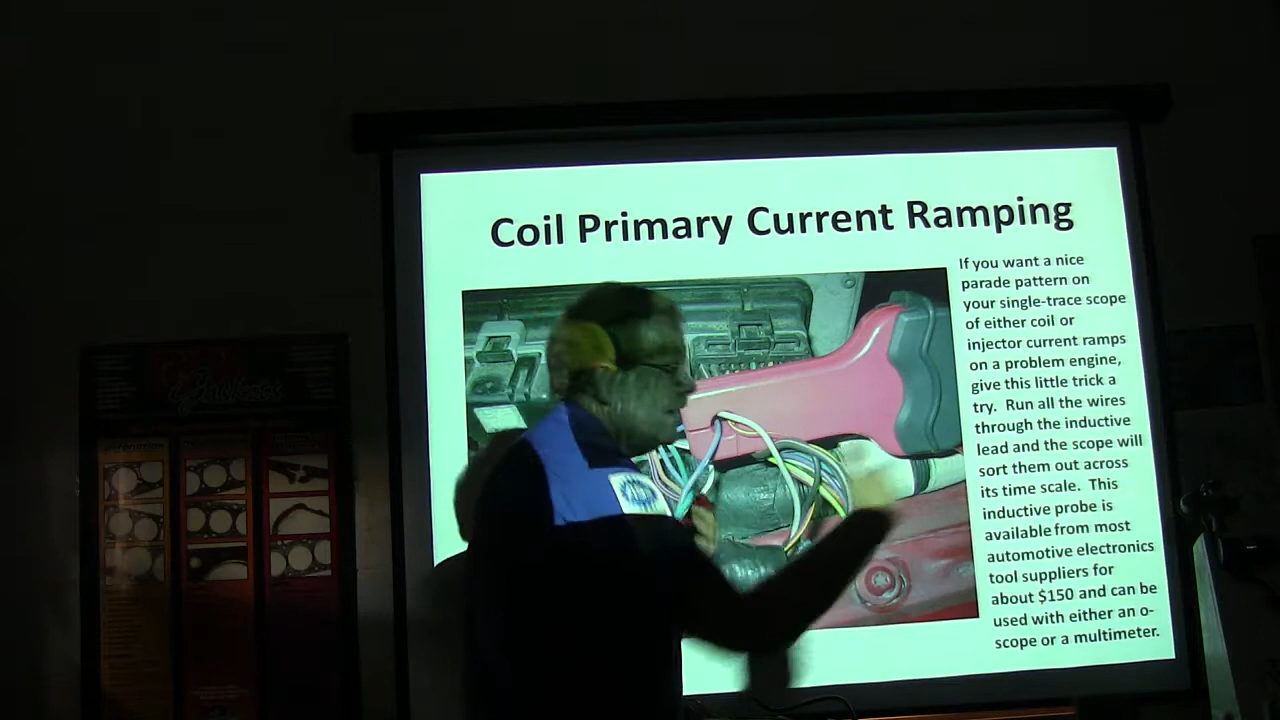 Coil Primary Current Ramping
If you want a nice
parade pattern on
your single-trace scope
of either coil or
injector current ramps
on a problem engine,
give this little trick a
try. Run all the wires
through the inductive
lead and the scope will
sort them out across
its time scale. This
inductive probe is
available from most
automotive electronics
tool suppliers for
about $150 and can be
used with either an o-
scope or a multimeter.